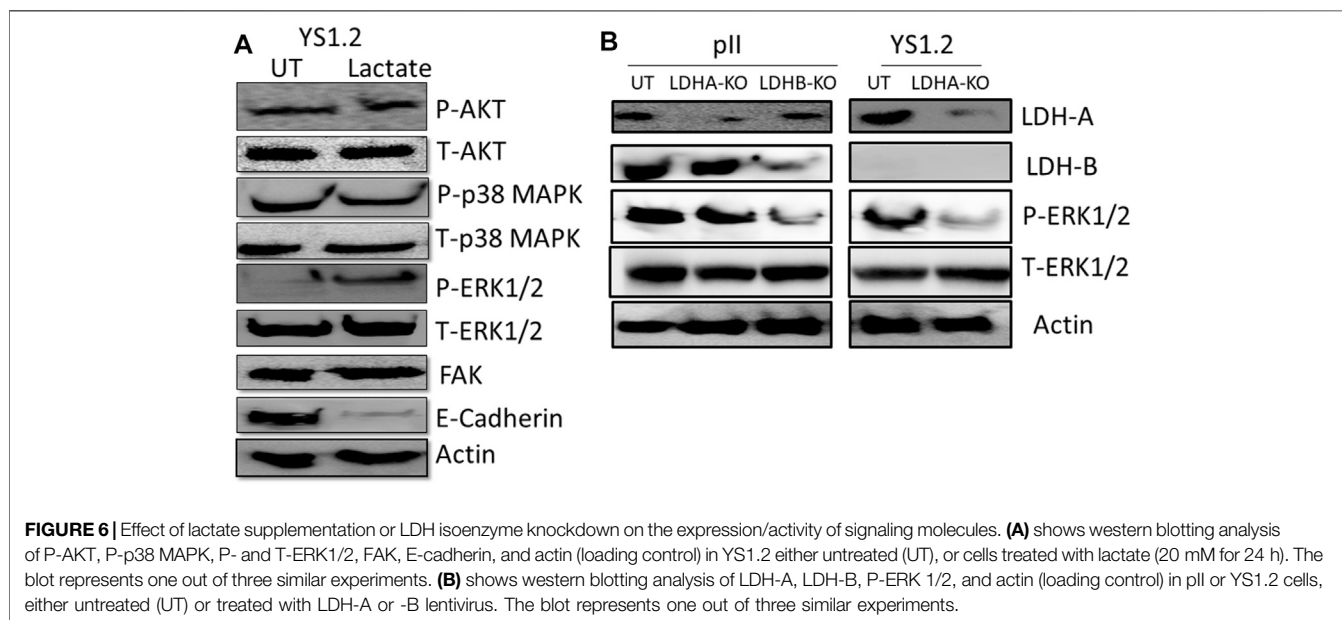 A
YS1.2
UT Lactate
P-AKT
T-AKT
P-p38 MAPK
T-p38 MAPK
P-ERK1/2
T-ERK1/2
FAK
E-Cadherin
Actin
B
pII YS1.2
UT LDHA-KO LDHB-KO UT LDHA-KO
LDH-A
LDH-B
P-ERK1/2
T-ERK1/2
Actin
FIGURE 6 | Effect of lactate supplementation or LDH isoenzyme knockdown on the expression/activity of signaling molecules. (A) shows western blotting analysis
of P-AKT, P-p38 MAPK, P- and T-ERK1/2, FAK, E-cadherin, and actin (loading control) in YS1.2 either untreated (UT), or cells treated with lactate (20 mM for 24 h). The
blot represents one out of three similar experiments. (B) shows western blotting analysis of LDH-A, LDH-B, P-ERK 1/2, and actin (loading control) in pII or YS1.2 cells,
either untreated (UT) or treated with LDH-A or -B lentivirus. The blot represents one out of three similar experiments.